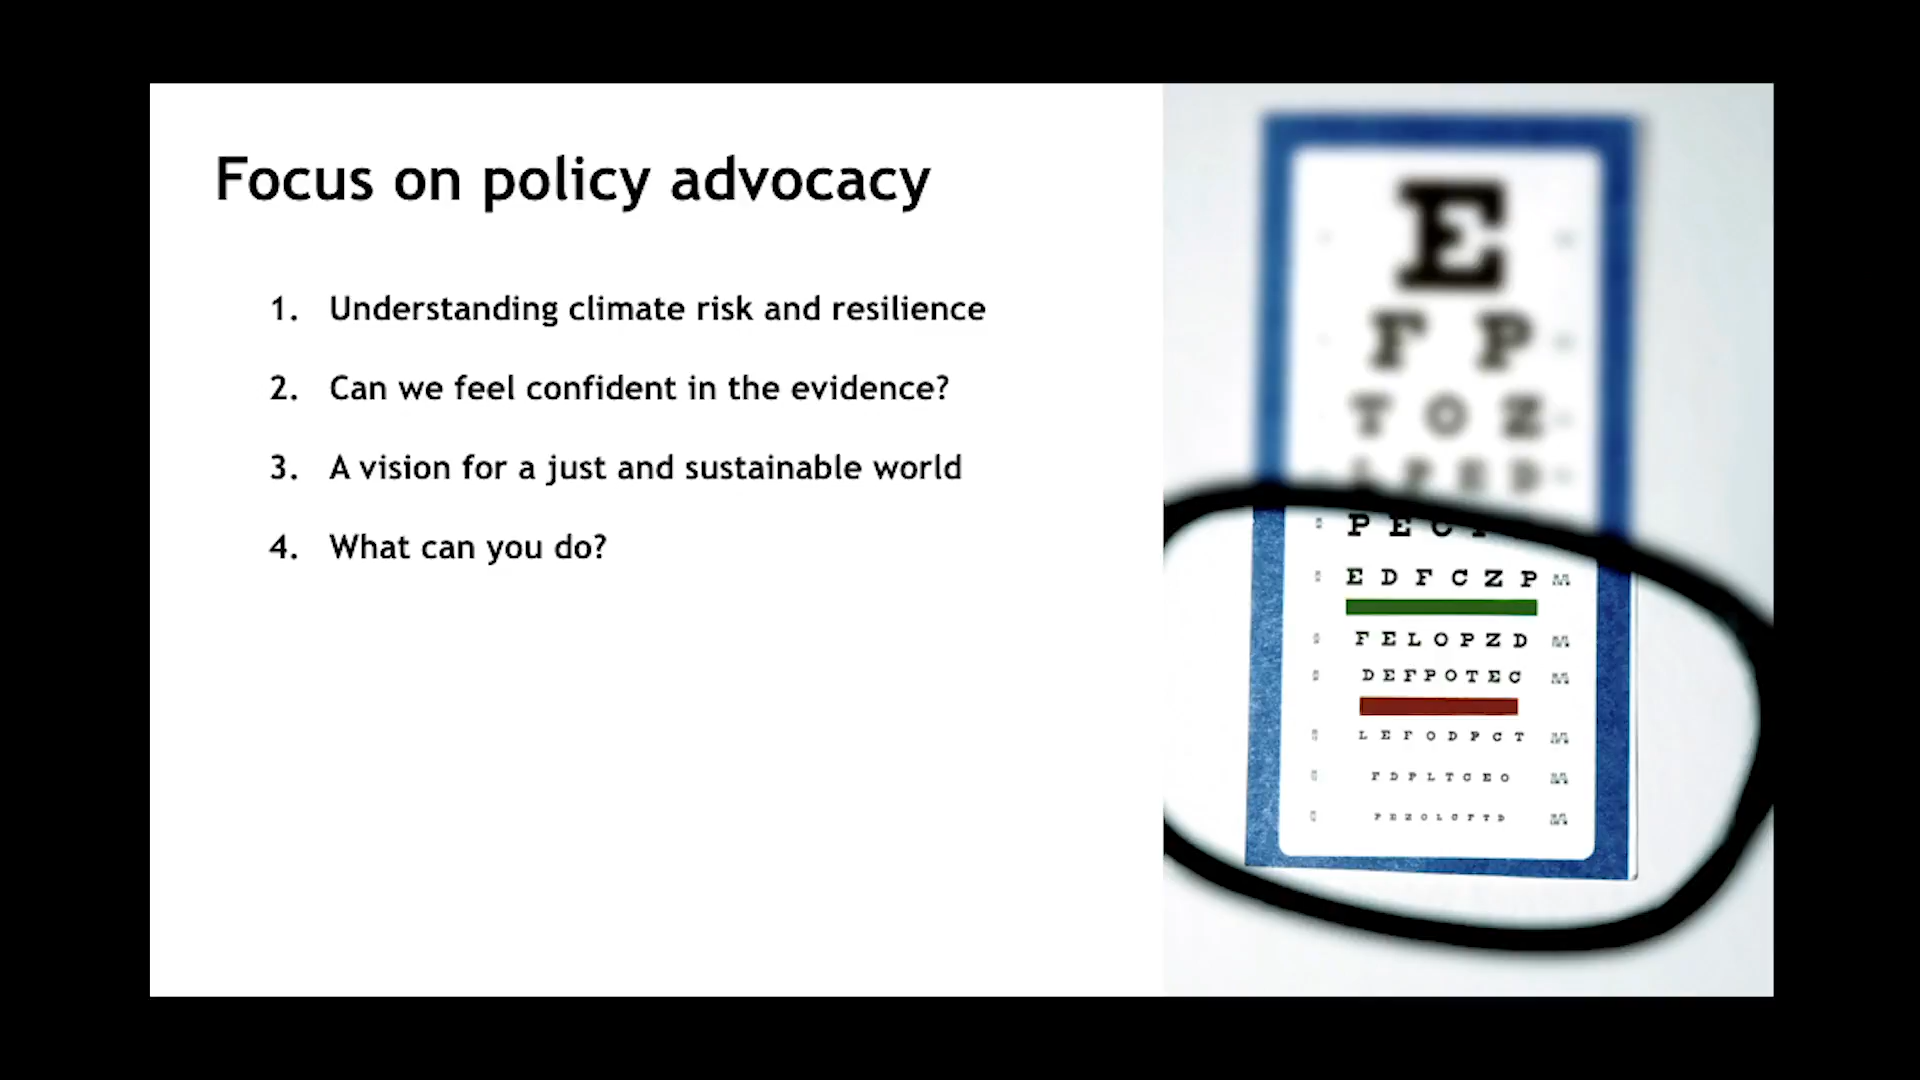 Focus on policy advocacy
1. Understanding climate risk and resilience
2. Can we feel confident in the evidence?
3. A vision for a just and sustainable world
4. What can you do?
E
F P
T O Z
L P E D
P E C
E D F C Z P
F E L O P Z D
D E F P O T E C
L E F O D P C T
F D P L T C E O
P E Z O L C F T D